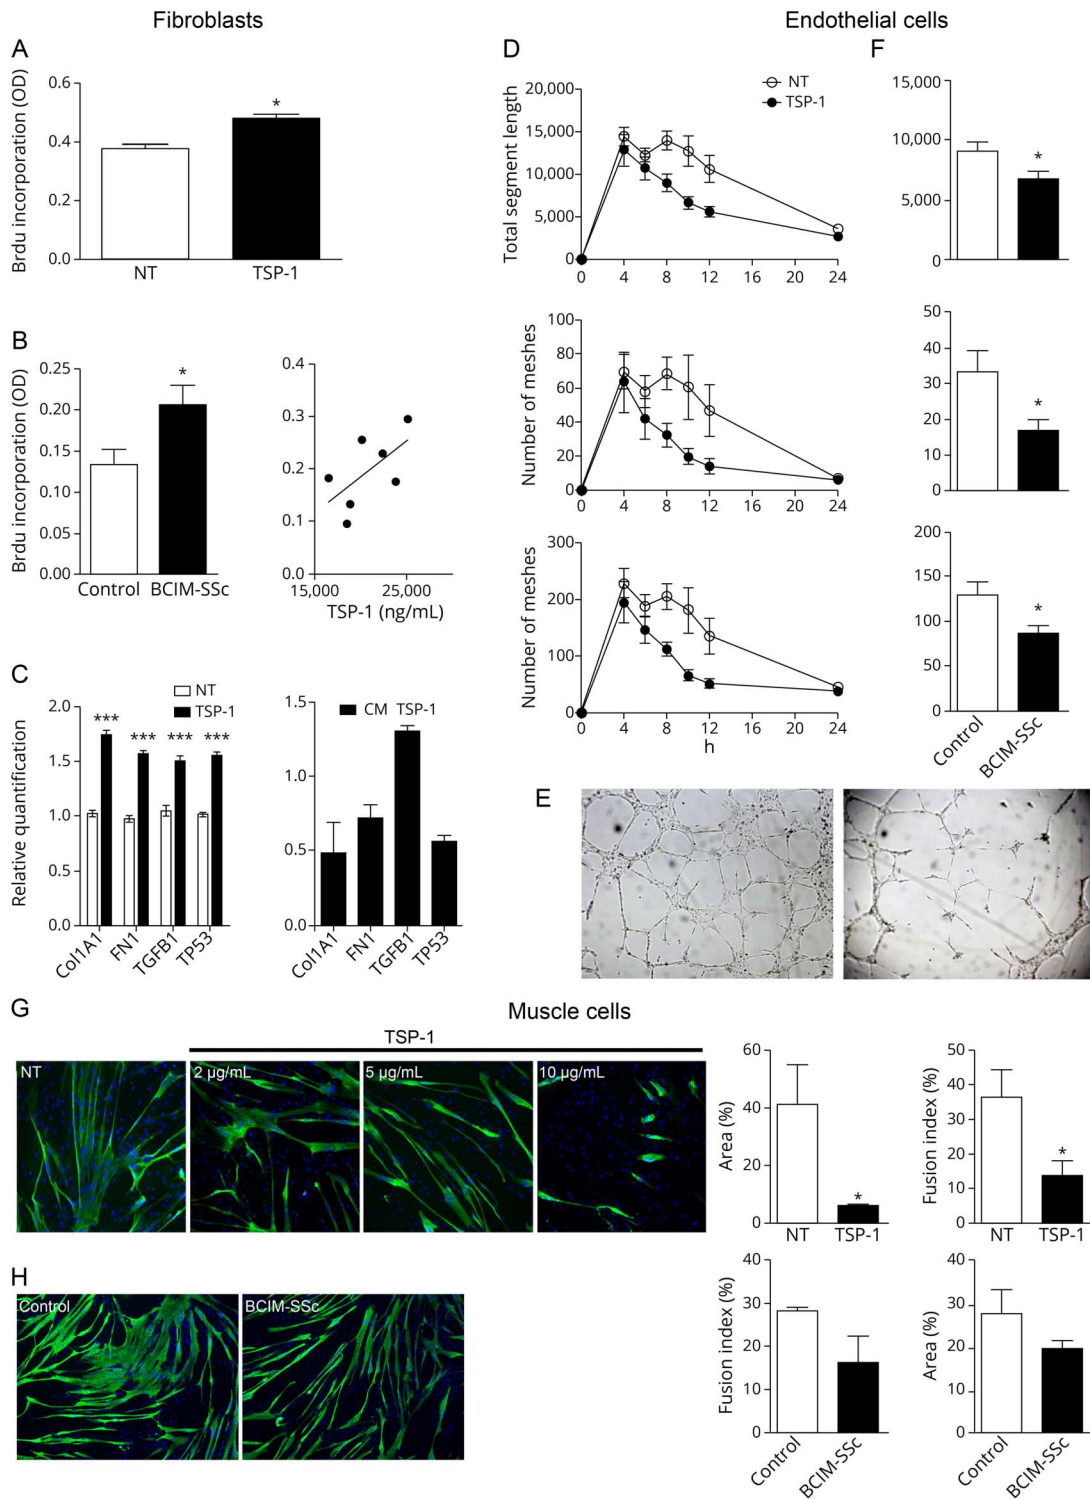 Fibroblasts
Endothelial cells
A
Brdu incorporation (OD)
0.6
0.4
0.2
0.0
*
NT
TSP-1
B
Brdu incorporation (OD)
0.25
0.20
0.15
0.10
0.05
0.00
*
Control
BCIM-SSc
0.4
0.3
0.2
0.1
0.0
15,000
25,000
TSP-1 (ng/mL)
C
NT
TSP-1
Relative quantification
2.0
1.5
1.0
0.5
0.0
***
***
***
***
Col1A1
FN1
TGFB1
TP53
CM TSP-1
1.5
1.0
0.5
0.0
Col1A1
FN1
TGFB1
TP53
D
NT
TSP-1
Total segment length
20,000
15,000
10,000
5,000
0
0 4 8 12 16 20 24
Number of meshes
100
80
60
40
20
0
0 4 8 12 16 20 24
Number of meshes
300
200
100
0
0 4 8 12 16 20 24
h
F
15,000
10,000
5,000
0
*
50
40
30
20
10
0
*
200
150
100
50
0
*
Control
BCIM-SSc
E
G
Muscle cells
TSP-1
NT
2 µg/mL
5 µg/mL
10 µg/mL
Area (%)
60
40
20
0
*
NT
TSP-1
Fusion index (%)
50
40
30
20
10
0
*
NT
TSP-1
H
Control
BCIM-SSc
Fusion index (%)
40
30
20
10
0
Control
BCIM-SSc
Area (%)
30
20
10
0
Control
BCIM-SSc